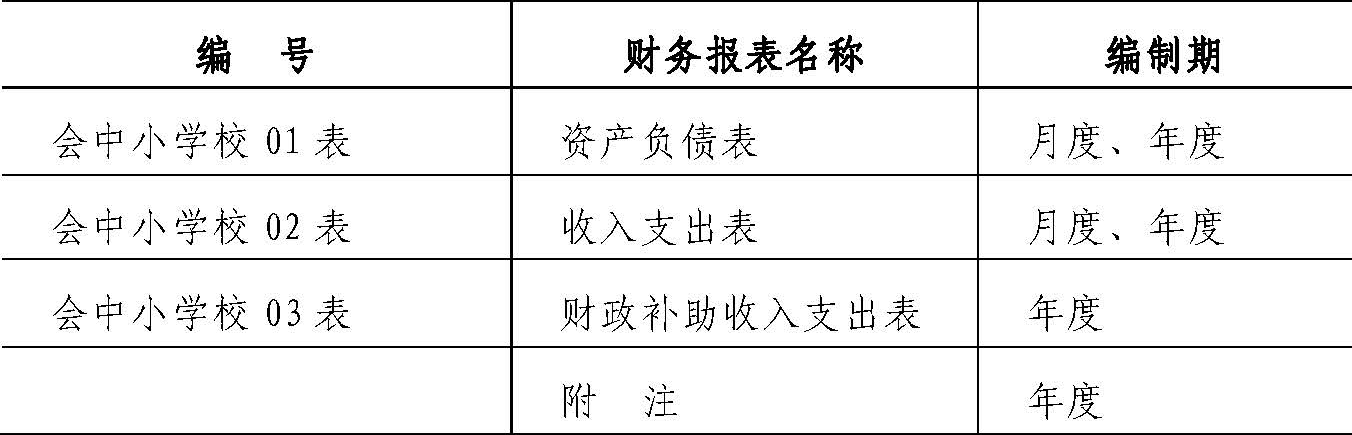 编 号 财务报表名称 编制期
会中小学校 01 表 资产负债表 月度、年度
会中小学校 02 表 收入支出表 月度、年度
会中小学校 03 表 财政补助收入支出表 年度
附 注 年度